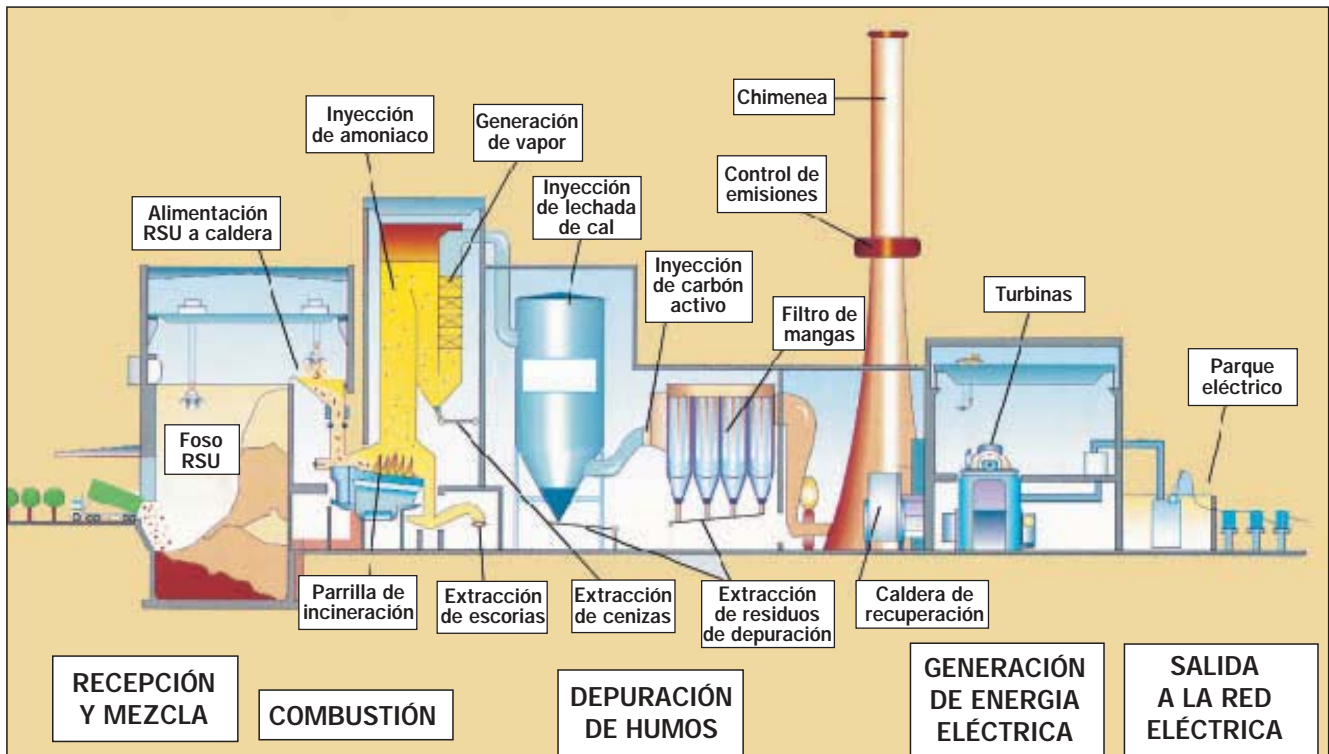 Chimenea
Inyección
de amoniaco
Generación
de vapor
Control de
emisiones
Inyección
de lechada
de cal
Alimentación
RSU a caldera
Inyección
de carbón
activo
Turbinas
Filtro de
mangas
Parque
eléctrico
Foso
RSU
Parrilla de
incineración
Extracción
de escorias
Extracción
de cenizas
Extracción
de residuos
de depuración
Caldera de
recuperación
RECEPCIÓN
Y MEZCLA
COMBUSTIÓN
DEPURACIÓN
DE HUMOS
GENERACIÓN
DE ENERGIA
ELÉCTRICA
SALIDA
A LA RED
ELÉCTRICA